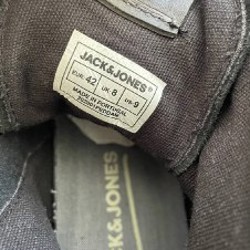 JACK&JONES®
EUR 42 UK 8 US 9
MADE IN PORTUGAL
JACK&JONES